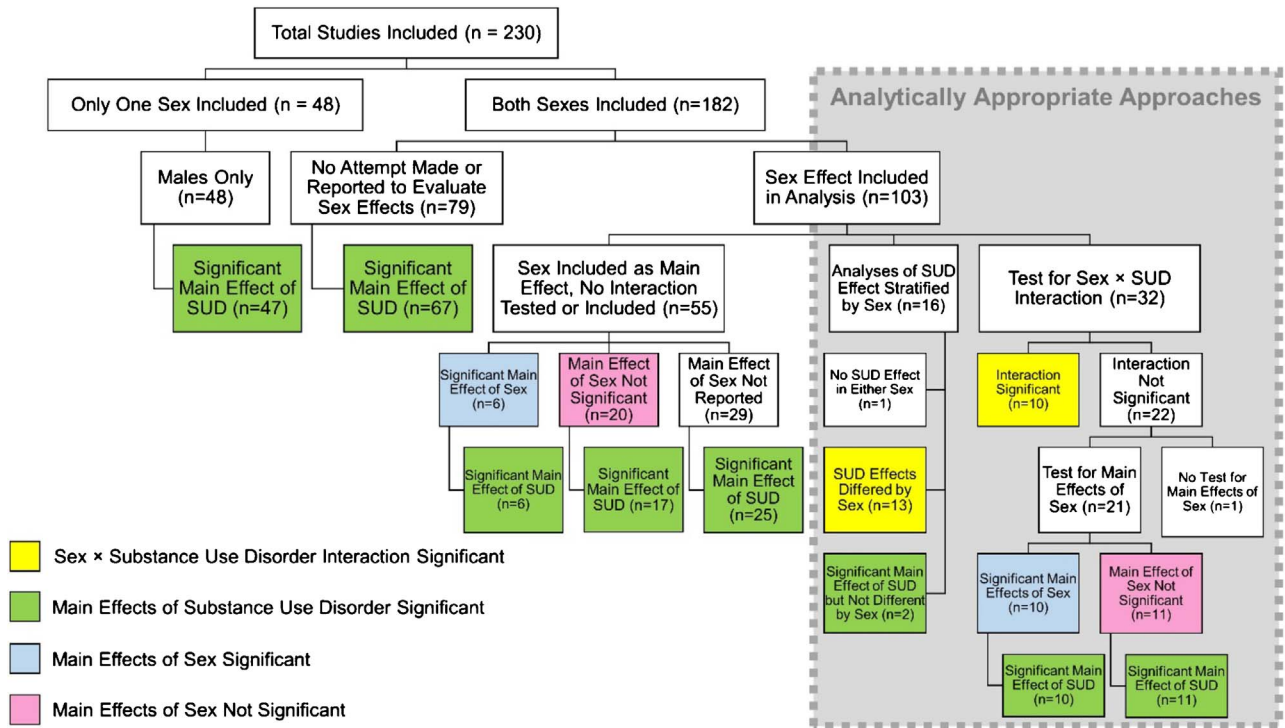 Total Studies Included (n = 230)
Only One Sex Included (n = 48)
Both Sexes Included (n=182)
Analytically Appropriate Approaches
Males Only
(n=48)
No Attempt Made or
Reported to Evaluate
Sex Effects (n=79)
Sex Effect Included
in Analysis (n=103)
Significant
Main Effect of
SUD (n=47)
Significant
Main Effect of
SUD (n=67)
Sex Included as Main
Effect, No Interaction
Tested or Included (n=55)
Analyses of SUD
Effect Stratified
by Sex (n=16)
Test for Sex × SUD
Interaction (n=32)
Significant Main
Effect of Sex
(n=6)
Main Effect
of Sex Not
Significant
(n=20)
Main Effect
of Sex Not
Reported
(n=29)
No SUD Effect
in Either Sex
(n=1)
Interaction
Significant
(n=10)
Interaction
Not
Significant
(n=22)
Significant Main
Effect of SUD
(n=6)
Significant
Main Effect of
SUD (n=17)
Significant
Main Effect
of SUD
(n=25)
SUD Effects
Differed by
Sex (n=13)
Test for Main
Effects of
Sex (n=21)
No Test for
Main Effects of
Sex (n=1)
Significant Main
Effect of SUD
but Not Different
by Sex (n=2)
Significant Main
Effects of Sex
(n=10)
Main Effect of
Sex Not
Significant
(n=11)
Significant Main
Effect of SUD
(n=10)
Significant Main
Effect of SUD
(n=11)
Sex × Substance Use Disorder Interaction Significant
Main Effects of Substance Use Disorder Significant
Main Effects of Sex Significant
Main Effects of Sex Not Significant